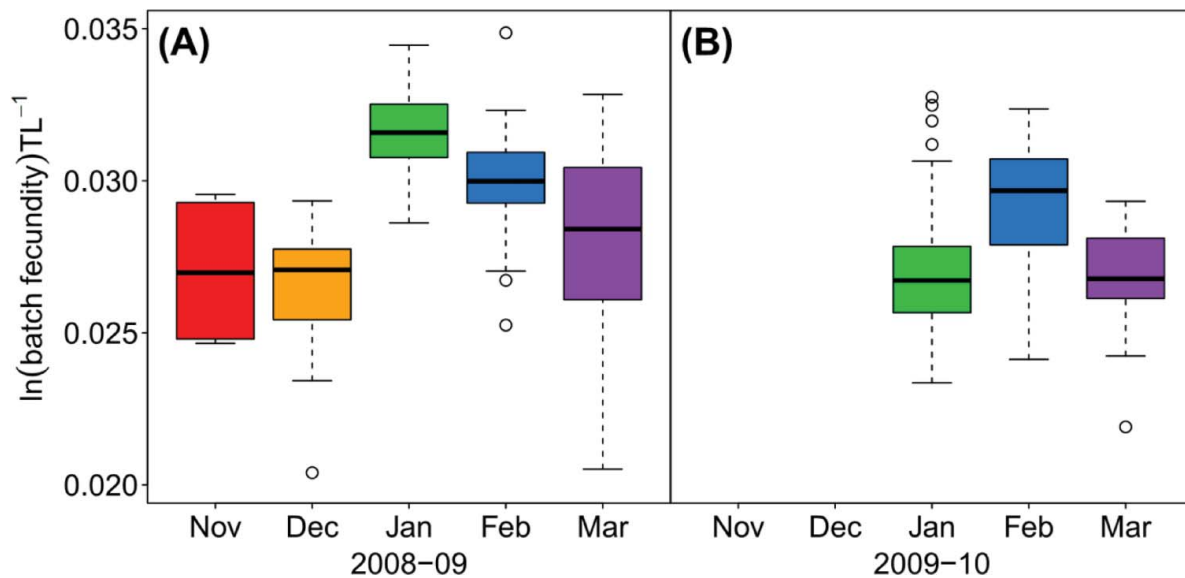 ln(batch fecundity)TL⁻¹
0.035
0.030
0.025
0.020
(A)
(B)
Nov Dec Jan Feb Mar Nov Dec Jan Feb Mar
2008−09 2009−10